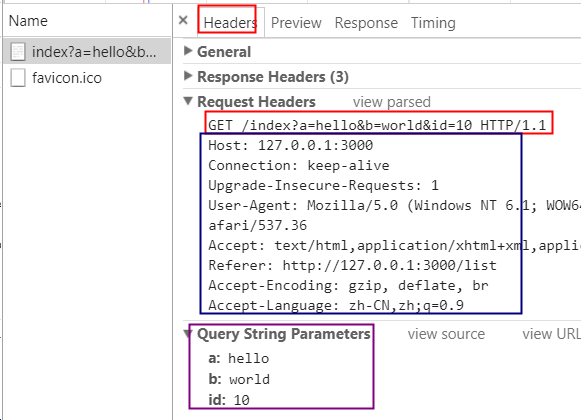 Name
× Headers Preview Response Timing
index?a=hello&b...
favicon.ico
▶ General
▶ Response Headers (3)
▼ Request Headers view parsed
GET /index?a=hello&b=world&id=10 HTTP/1.1
Host: 127.0.0.1:3000
Connection: keep-alive
Upgrade-Insecure-Requests: 1
User-Agent: Mozilla/5.0 (Windows NT 6.1; WOW64
afari/537.36
Accept: text/html,application/xhtml+xml,applic
Referer: http://127.0.0.1:3000/list
Accept-Encoding: gzip, deflate, br
Accept-Language: zh-CN,zh;q=0.9
▼ Query String Parameters view source view URL
a: hello
b: world
id: 10